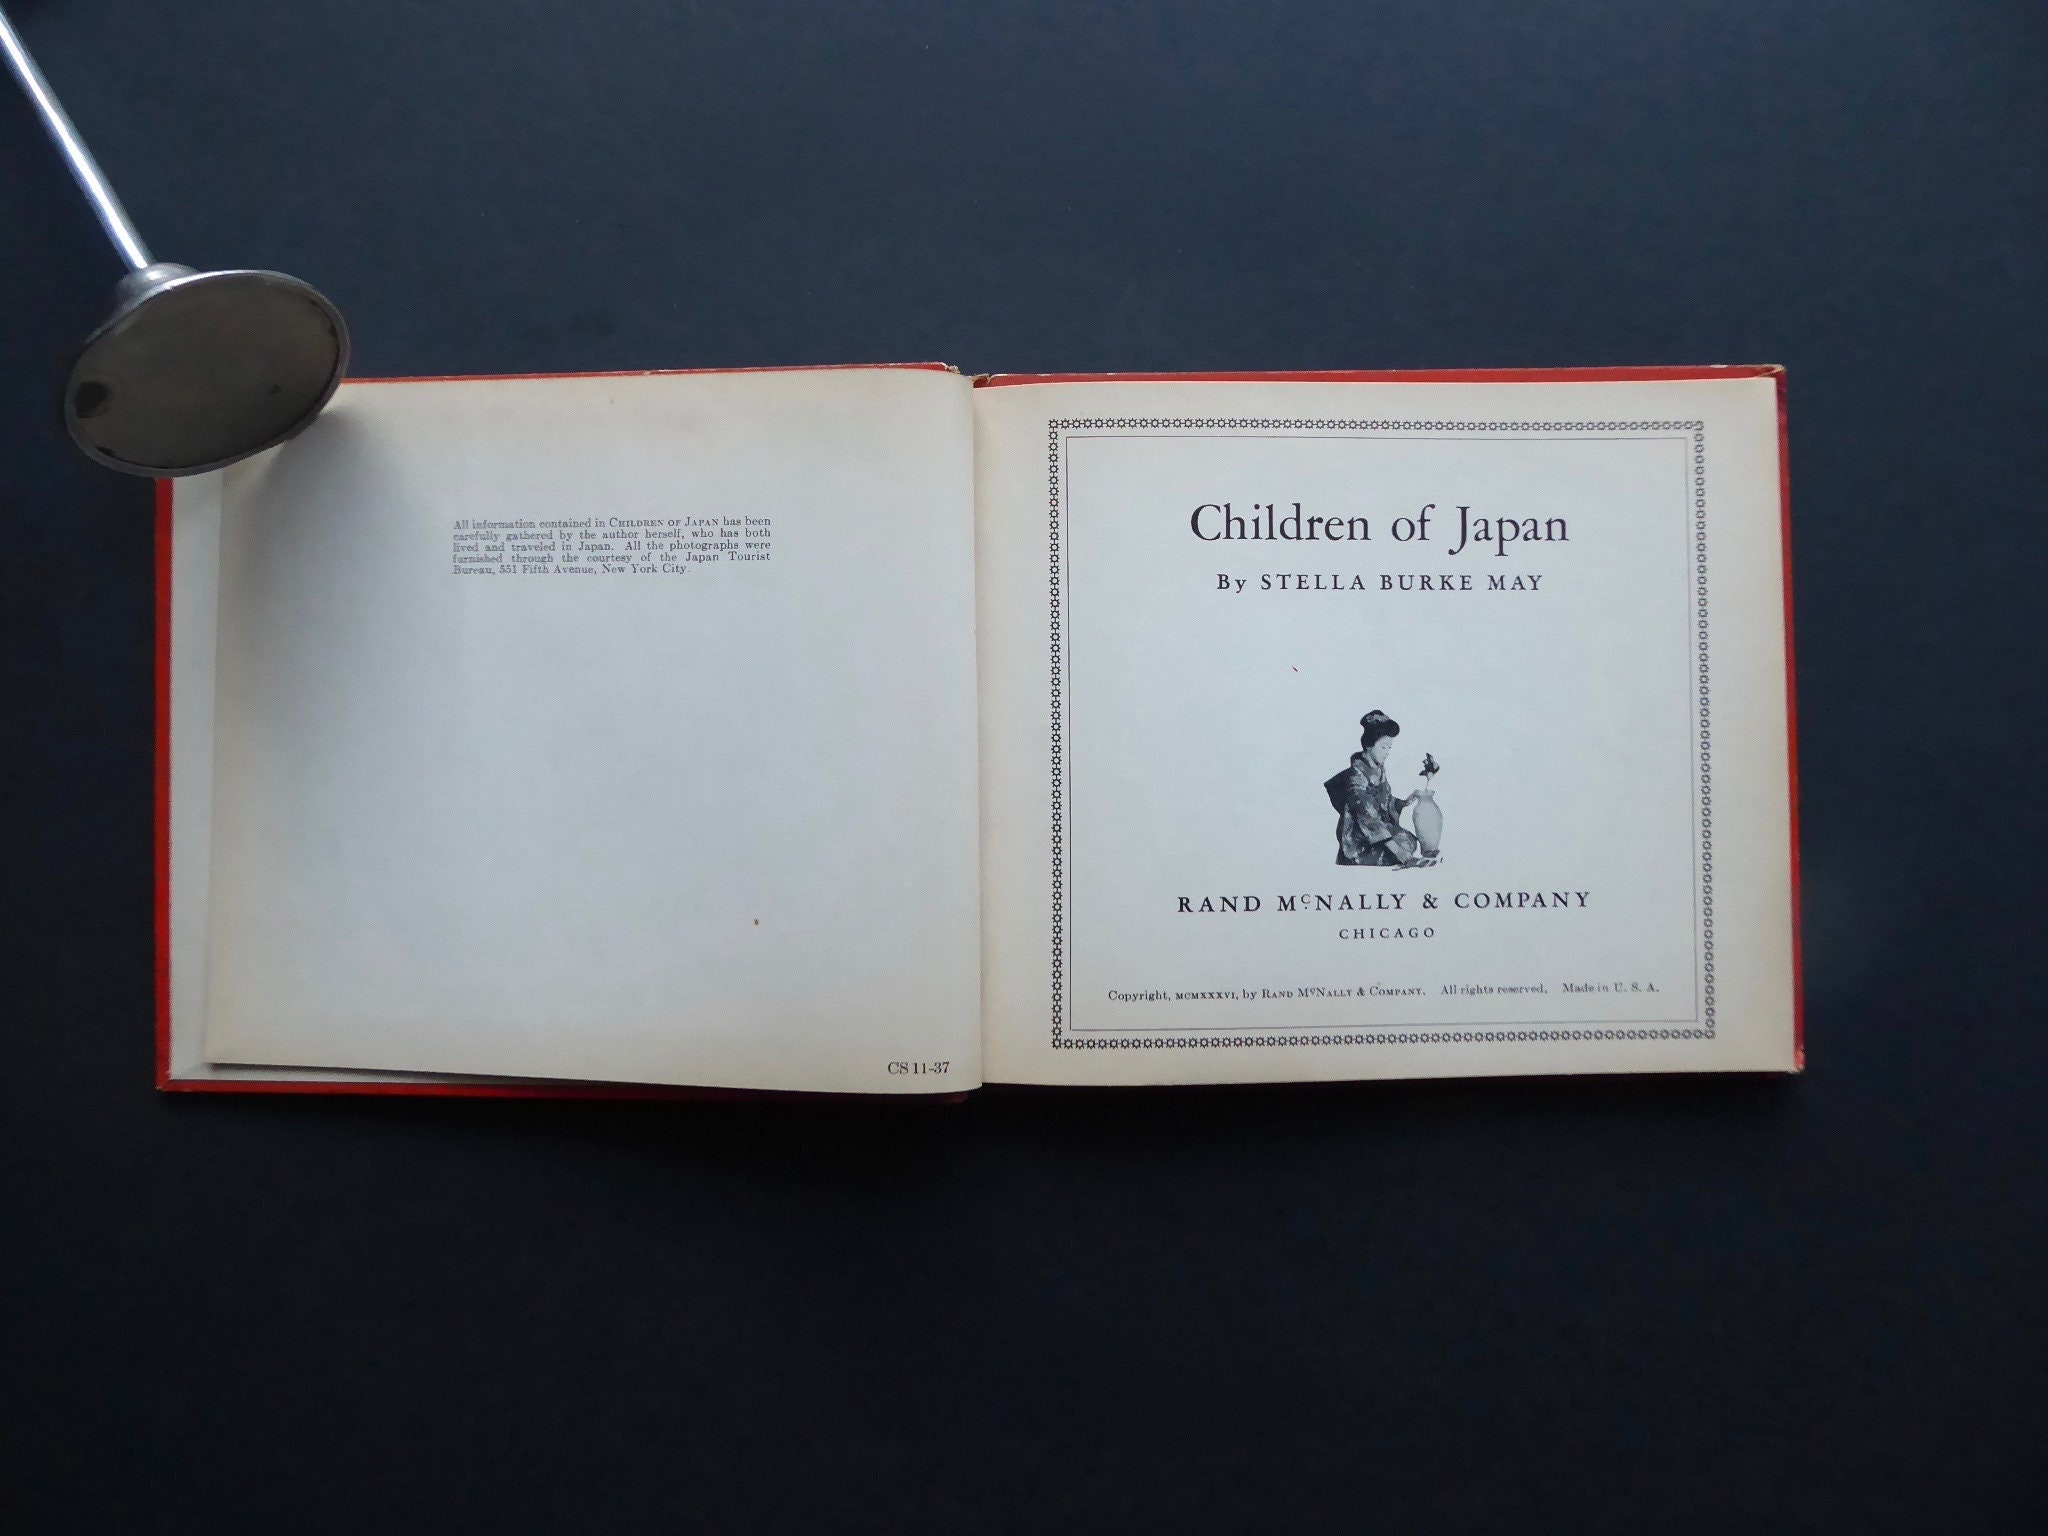 All information contained in CHILDREN OF JAPAN has been
carefully gathered by the author herself, who has both
lived and traveled in Japan. All the photographs were
furnished through the courtesy of the Japan Tourist
Bureau, 551 Fifth Avenue, New York City.
CS 11-37
Children of Japan
By STELLA BURKE MAY
RAND McNALLY & COMPANY
CHICAGO
Copyright, MCMXXXVI, by RAND McNALLY & COMPANY. All rights reserved. Made in U. S. A.